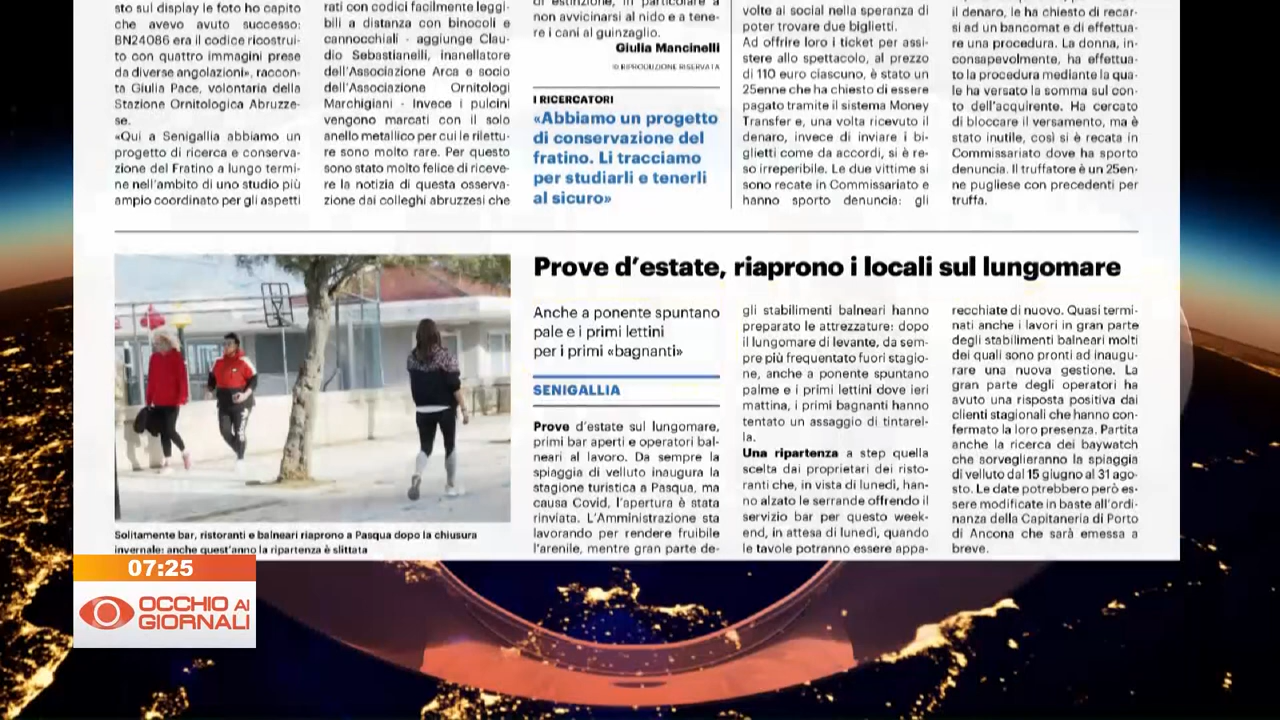 sto sul display le foto ho capito
che avevo avuto successo:
BN24086 era il codice ricostrui-
to con quattro immagini prese
da diverse angolazioni», raccon-
ta Giulia Pace, volontaria della
Stazione Ornitologica Abruzze-
se.
«Qui a Senigallia abbiamo un
progetto di ricerca e conserva-
zione del Fratino a lungo termi-
ne nell'ambito di uno studio più
ampio coordinato per gli aspetti
rati con codici facilmente leggi-
bili a distanza con binocoli e
cannocchiali - aggiunge Clau-
dio Sebastianelli, inanellatore
dell'Associazione Arca e socio
dell'Associazione Ornitologi
Marchigiani - Invece i pulcini
vengono marcati con il solo
anello metallico per cui le rilettu-
re sono molto rare. Per questo
sono stato molto felice di riceve-
re la notizia di questa osserva-
zione dai colleghi abruzzesi che
di estinzione, in particolare a
non avvicinarsi al nido e a tene-
re i cani al guinzaglio.
Giulia Mancinelli
© RIPRODUZIONE RISERVATA
I RICERCATORI
«Abbiamo un progetto
di conservazione del
fratino. Li tracciamo
per studiarli e tenerli
al sicuro»
volte ai social nella speranza di
poter trovare due biglietti.
Ad offrire loro i ticket per assi-
stere allo spettacolo, al prezzo
di 110 euro ciascuno, è stato un
25enne che ha chiesto di essere
pagato tramite il sistema Money
Transfer e, una volta ricevuto il
denaro, invece di inviare i bi-
glietti come da accordi, si è re-
so irreperibile. Le due vittime si
sono recate in Commissariato e
hanno sporto denuncia: gli
il denaro, le ha chiesto di recar-
si ad un bancomat e di effettua-
re una procedura. La donna, in-
consapevolmente, ha effettua-
to la procedura mediante la qua-
le ha versato la somma sul con-
to dell'acquirente. Ha cercato
di bloccare il versamento, ma è
stato inutile, così si è recata in
Commissariato dove ha sporto
denuncia. Il truffatore è un 25en-
ne pugliese con precedenti per
truffa.
Prove d'estate, riaprono i locali sul lungomare
Anche a ponente spuntano
pale e i primi lettini
per i primi «bagnanti»
SENIGALLIA
Prove d'estate sul lungomare,
primi bar aperti e operatori bal-
neari al lavoro. Da sempre la
spiaggia di velluto inaugura la
stagione turistica a Pasqua, ma
causa Covid, l'apertura è stata
rinviata. L'Amministrazione sta
lavorando per rendere fruibile
l'arenile, mentre gran parte de-
gli stabilimenti balneari hanno
preparato le attrezzature: dopo
il lungomare di levante, da sem-
pre più frequentato fuori stagio-
ne, anche a ponente spuntano
palme e i primi lettini dove ieri
mattina, i primi bagnanti hanno
tentato un assaggio di tintarel-
la.
Una ripartenza a step quella
scelta dai proprietari dei risto-
ranti che, in vista di lunedì, han-
no alzato le serrande offrendo il
servizio bar per questo week-
end, in attesa di lunedì, quando
le tavole potranno essere appa-
recchiate di nuovo. Quasi termi-
nati anche i lavori in gran parte
degli stabilimenti balneari molti
dei quali sono pronti ad inaugu-
rare una nuova gestione. La
gran parte degli operatori ha
avuto una risposta positiva dai
clienti stagionali che hanno con-
fermato la loro presenza. Partita
anche la ricerca dei baywatch
che sorveglieranno la spiaggia
di velluto dal 15 giugno al 31 ago-
sto. Le date potrebbero però es-
sere modificate in baste all'ordi-
nanza della Capitaneria di Porto
di Ancona che sarà emessa a
breve.
Solitamente bar, ristoranti e balneari riaprono a Pasqua dopo la chiusura
invernale: anche quest'anno la ripartenza è slittata
07:25
OCCHIO AI
GIORNALI